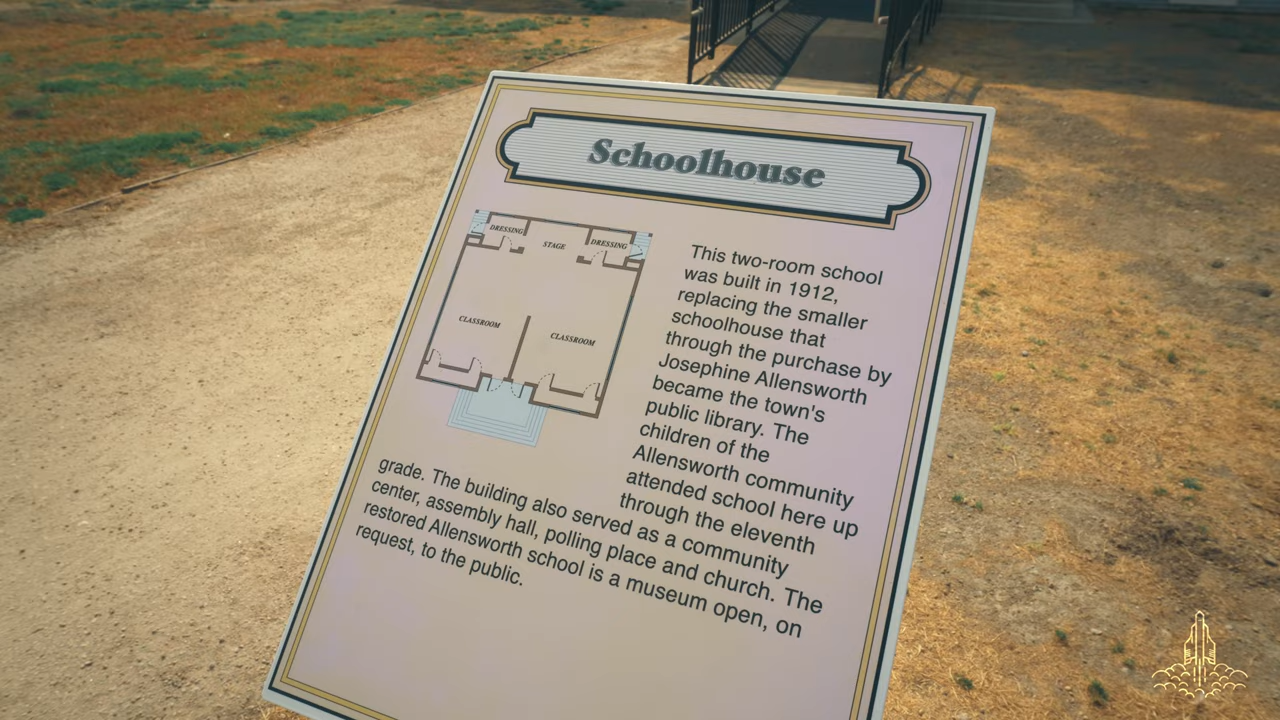 Schoolhouse
DRESSING
STAGE
DRESSING
CLASSROOM
CLASSROOM
This two-room school
was built in 1912,
replacing the smaller
schoolhouse that
through the purchase by
Josephine Allensworth
became the town's
public library. The
children of the
Allensworth community
attended school here up
through the eleventh
grade. The building also served as a community
center, assembly hall, polling place and church. The
restored Allensworth school is a museum open, on
request, to the public.